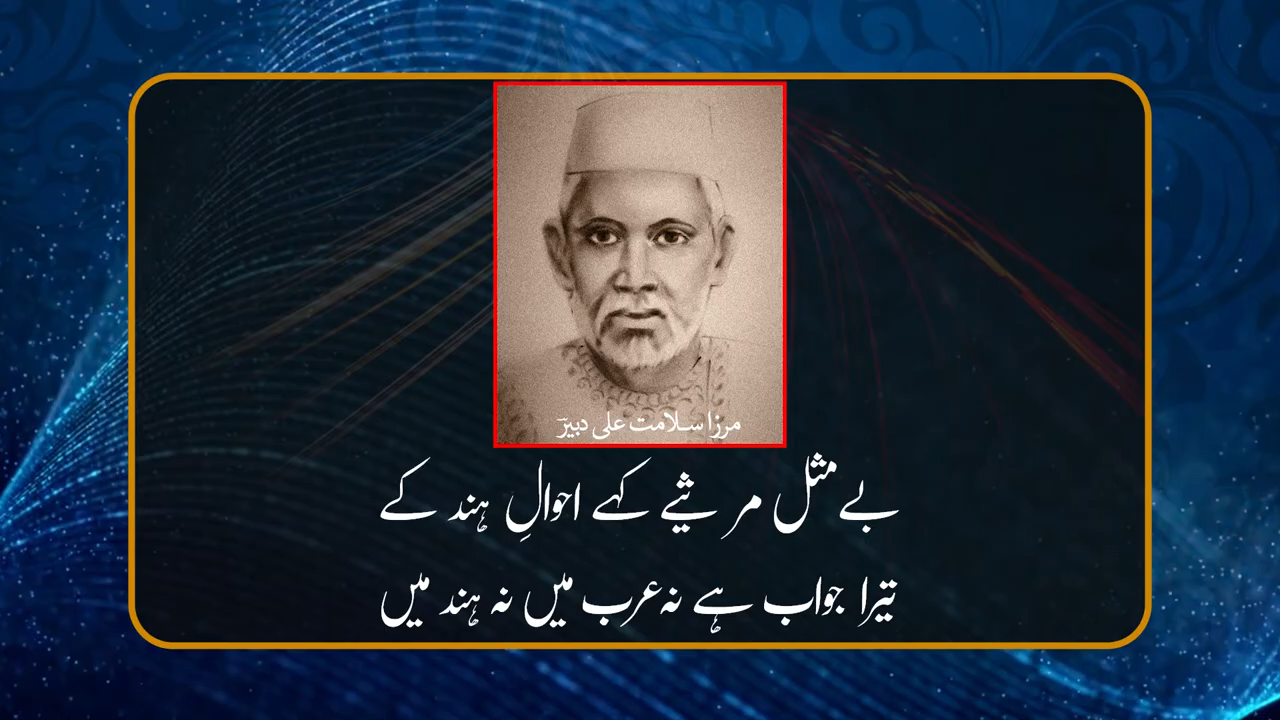 مرزا سلامت علی دبیرؔ
بے مثل مرثیے کہے احوالِ ہند کے
تیرا جواب ہے نہ عرب میں نہ ہند میں